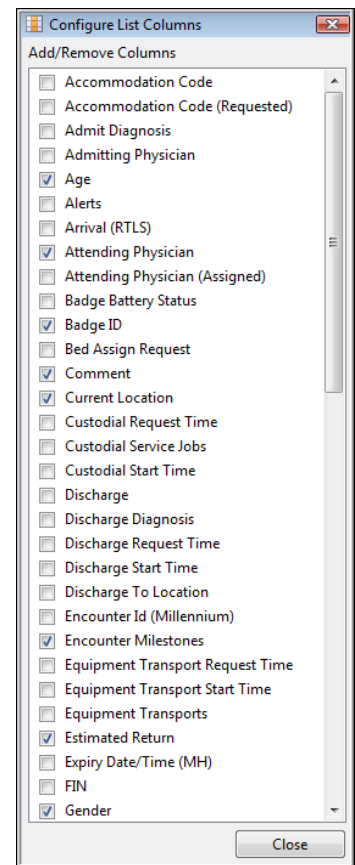 Configure List Columns
Add/Remove Columns
Accommodation Code
Accommodation Code (Requested)
Admit Diagnosis
Admitting Physician
Age
Alerts
Arrival (RTLS)
Attending Physician
Attending Physician (Assigned)
Badge Battery Status
Badge ID
Bed Assign Request
Comment
Current Location
Custodial Request Time
Custodial Service Jobs
Custodial Start Time
Discharge
Discharge Diagnosis
Discharge Request Time
Discharge Start Time
Discharge To Location
Encounter Id (Millennium)
Encounter Milestones
Equipment Transport Request Time
Equipment Transport Start Time
Equipment Transports
Estimated Return
Expiry Date/Time (MH)
FIN
Gender
Close